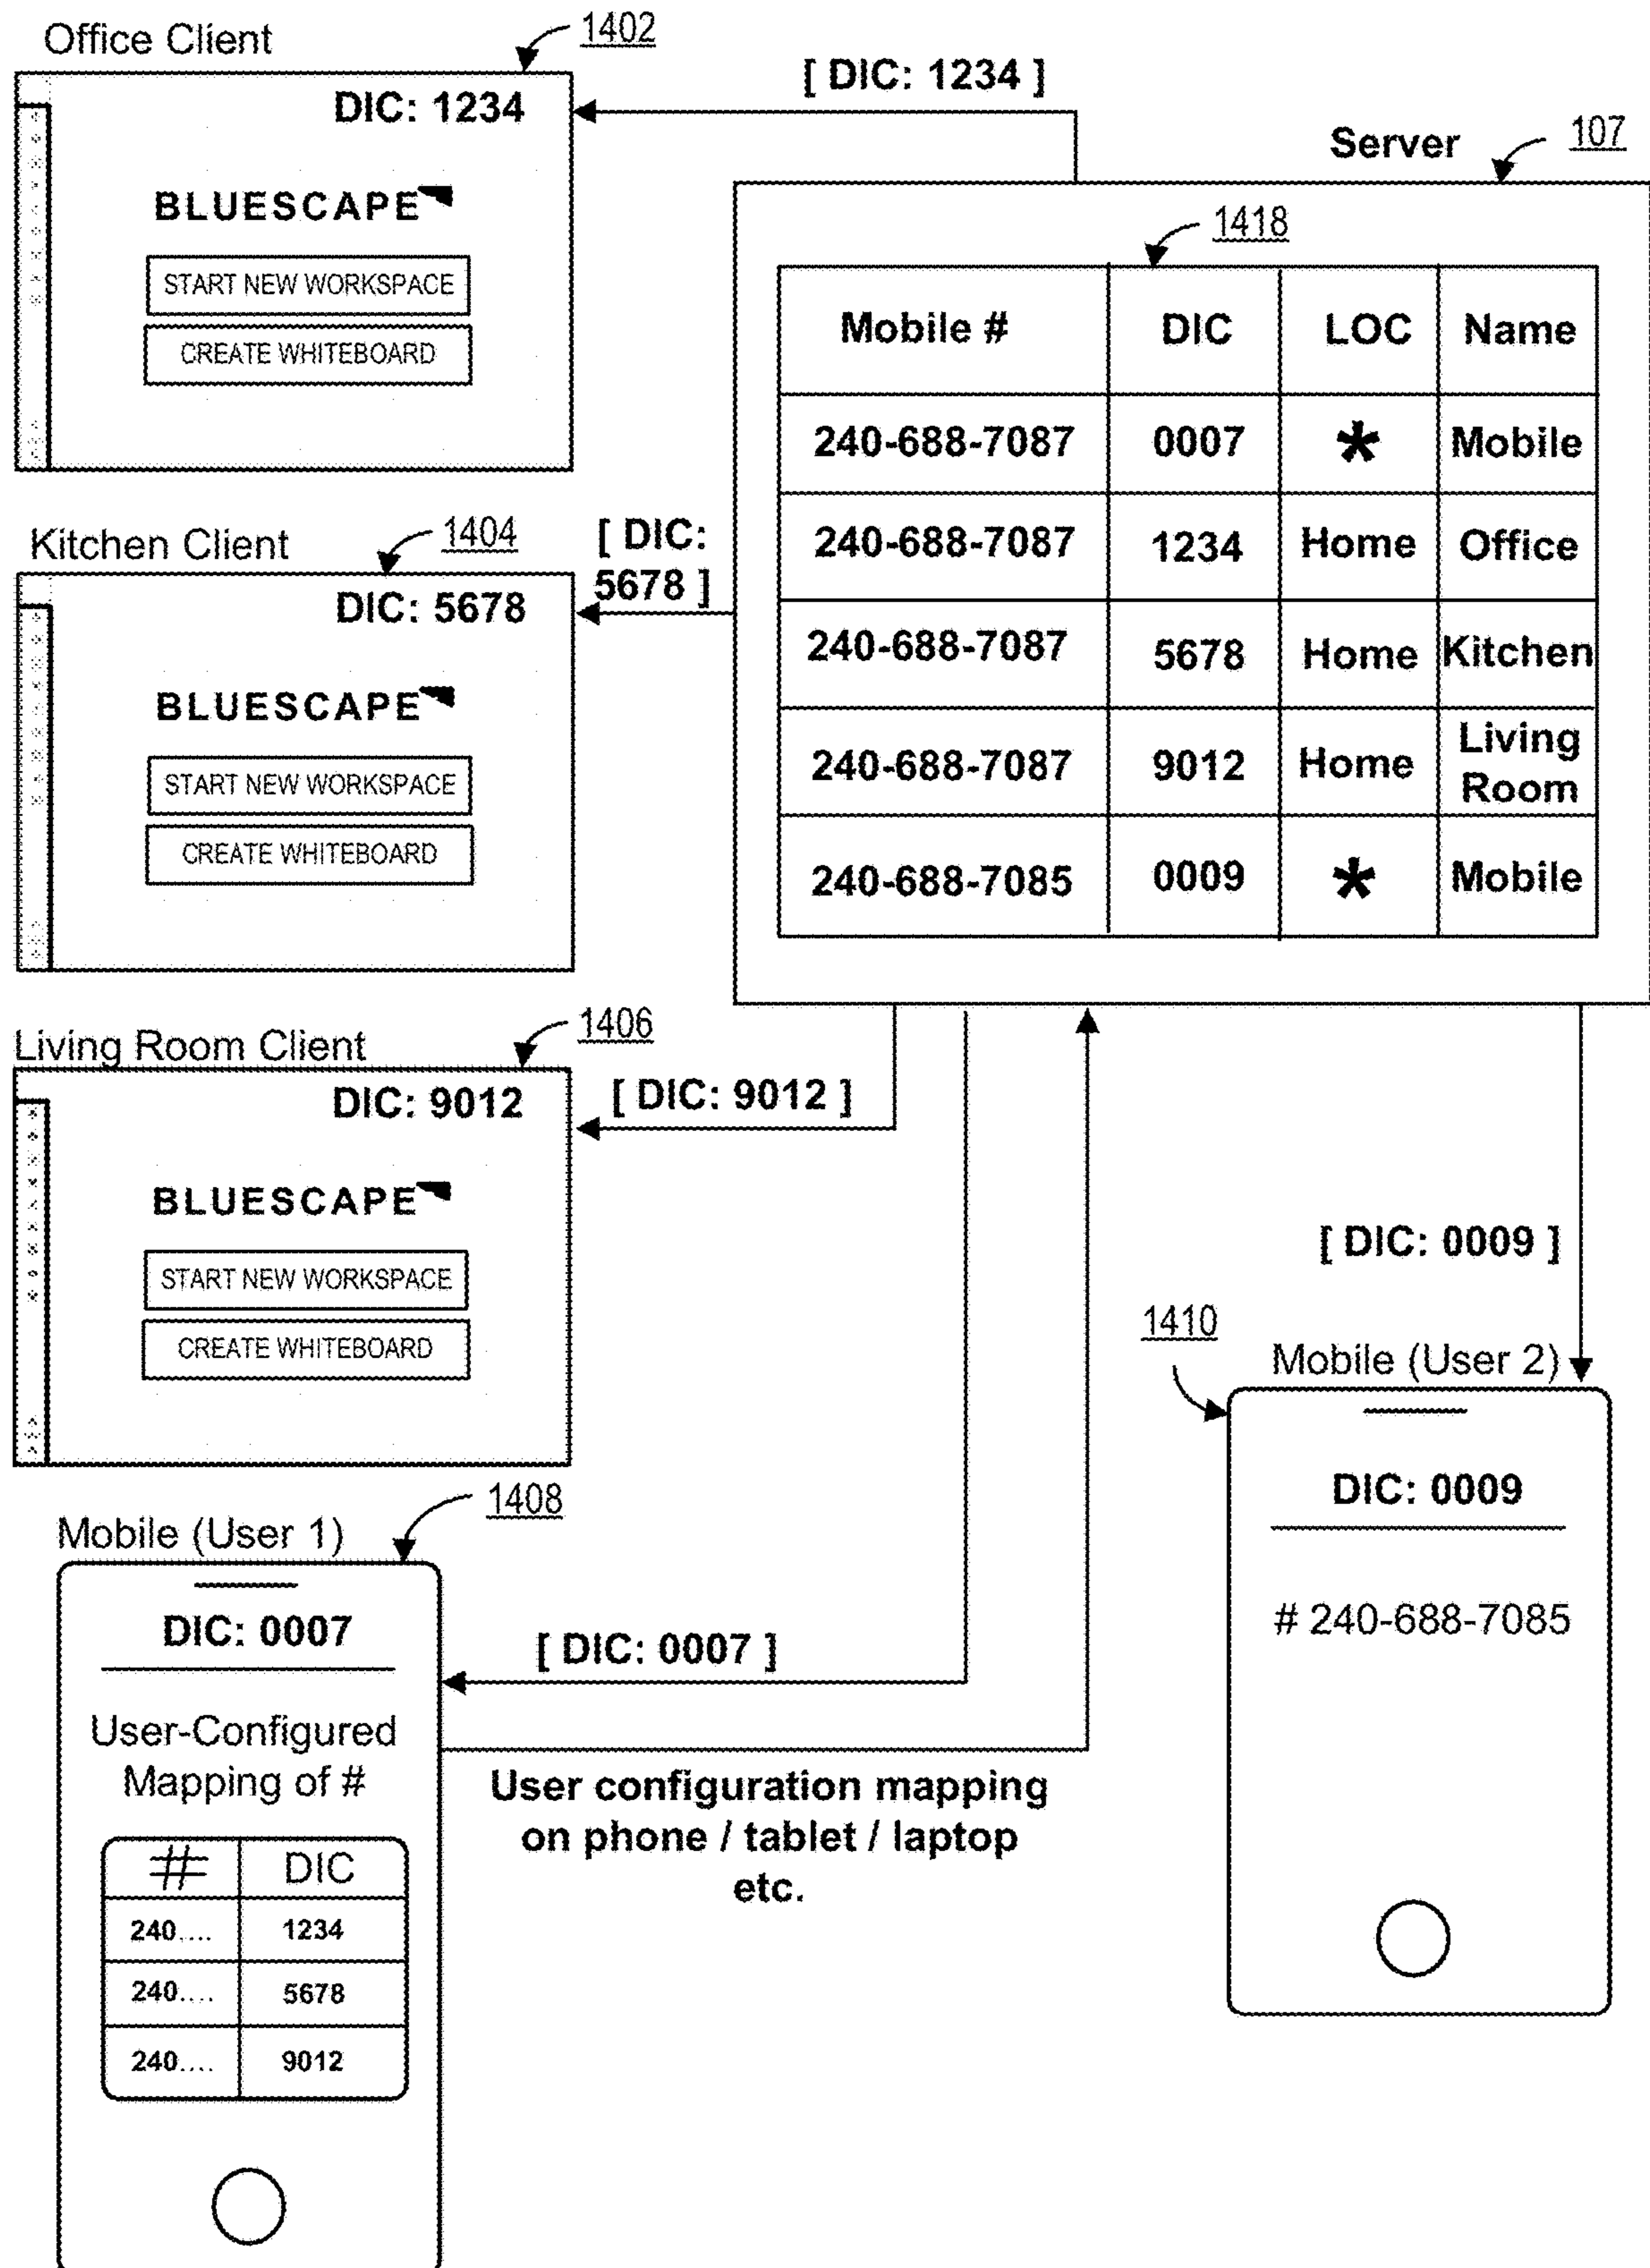 Office Client
1402
DIC: 1234
BLUESCAPE
START NEW WORKSPACE
CREATE WHITEBOARD
[ DIC: 1234 ]
Server
107
1418
Mobile # DIC LOC Name
240-688-7087 0007 * Mobile
240-688-7087 1234 Home Office
240-688-7087 5678 Home Kitchen
240-688-7087 9012 Home Living
Room
240-688-7085 0009 * Mobile
Kitchen Client
1404
[ DIC:
5678 ]
DIC: 5678
BLUESCAPE
START NEW WORKSPACE
CREATE WHITEBOARD
Living Room Client
1406
DIC: 9012
[ DIC: 9012 ]
BLUESCAPE
START NEW WORKSPACE
CREATE WHITEBOARD
[ DIC: 0009 ]
1410
Mobile (User 2)
DIC: 0009
# 240-688-7085
1408
Mobile (User 1)
DIC: 0007
[ DIC: 0007 ]
User-Configured
Mapping of #
User configuration mapping
on phone / tablet / laptop
etc.
# DIC
240.... 1234
240.... 5678
240.... 9012